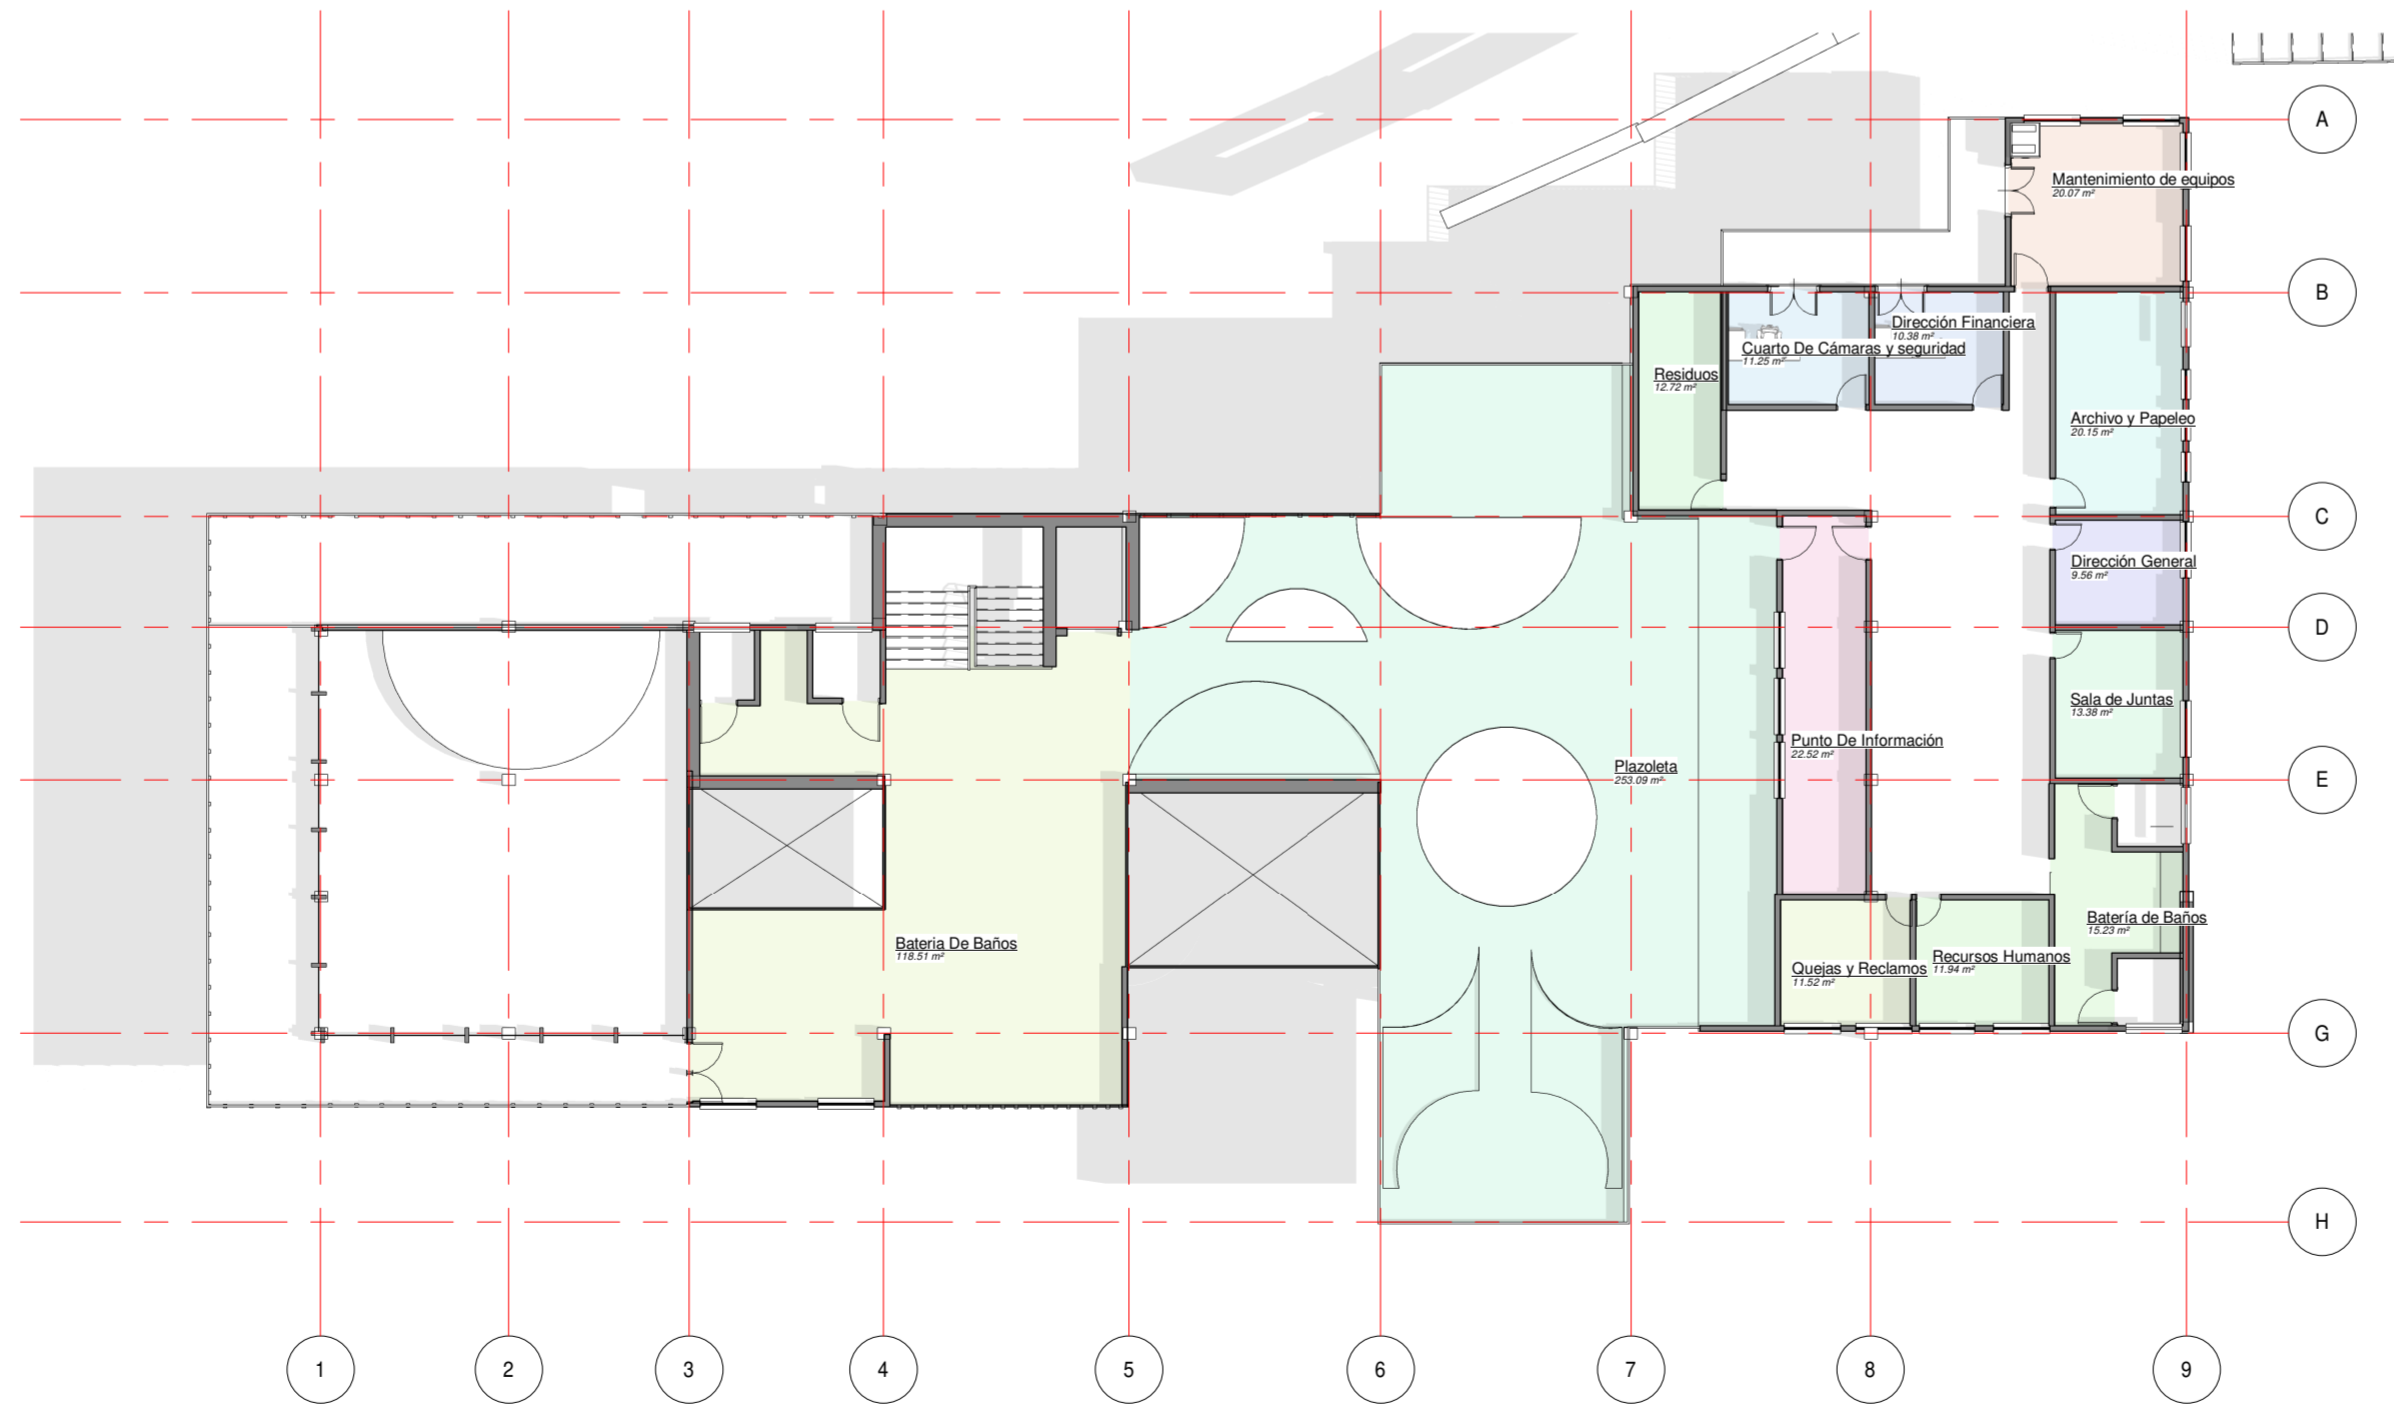 A
Mantenimiento de equipos
20.07 m²
B
Dirección Financiera
10.38 m²
Cuarto De Cámaras y seguridad
11.25 m²
Residuos
12.72 m²
Archivo y Papeleo
20.15 m²
C
Dirección General
9.56 m²
D
Sala de Juntas
13.38 m²
Punto De Información
22.52 m²
Plazoleta
253.09 m²
E
Batería de Baños
15.23 m²
Bateria De Baños
118.51 m²
Recursos Humanos
11.94 m²
Quejas y Reclamos
11.52 m²
G
H
1 2 3 4 5 6 7 8 9